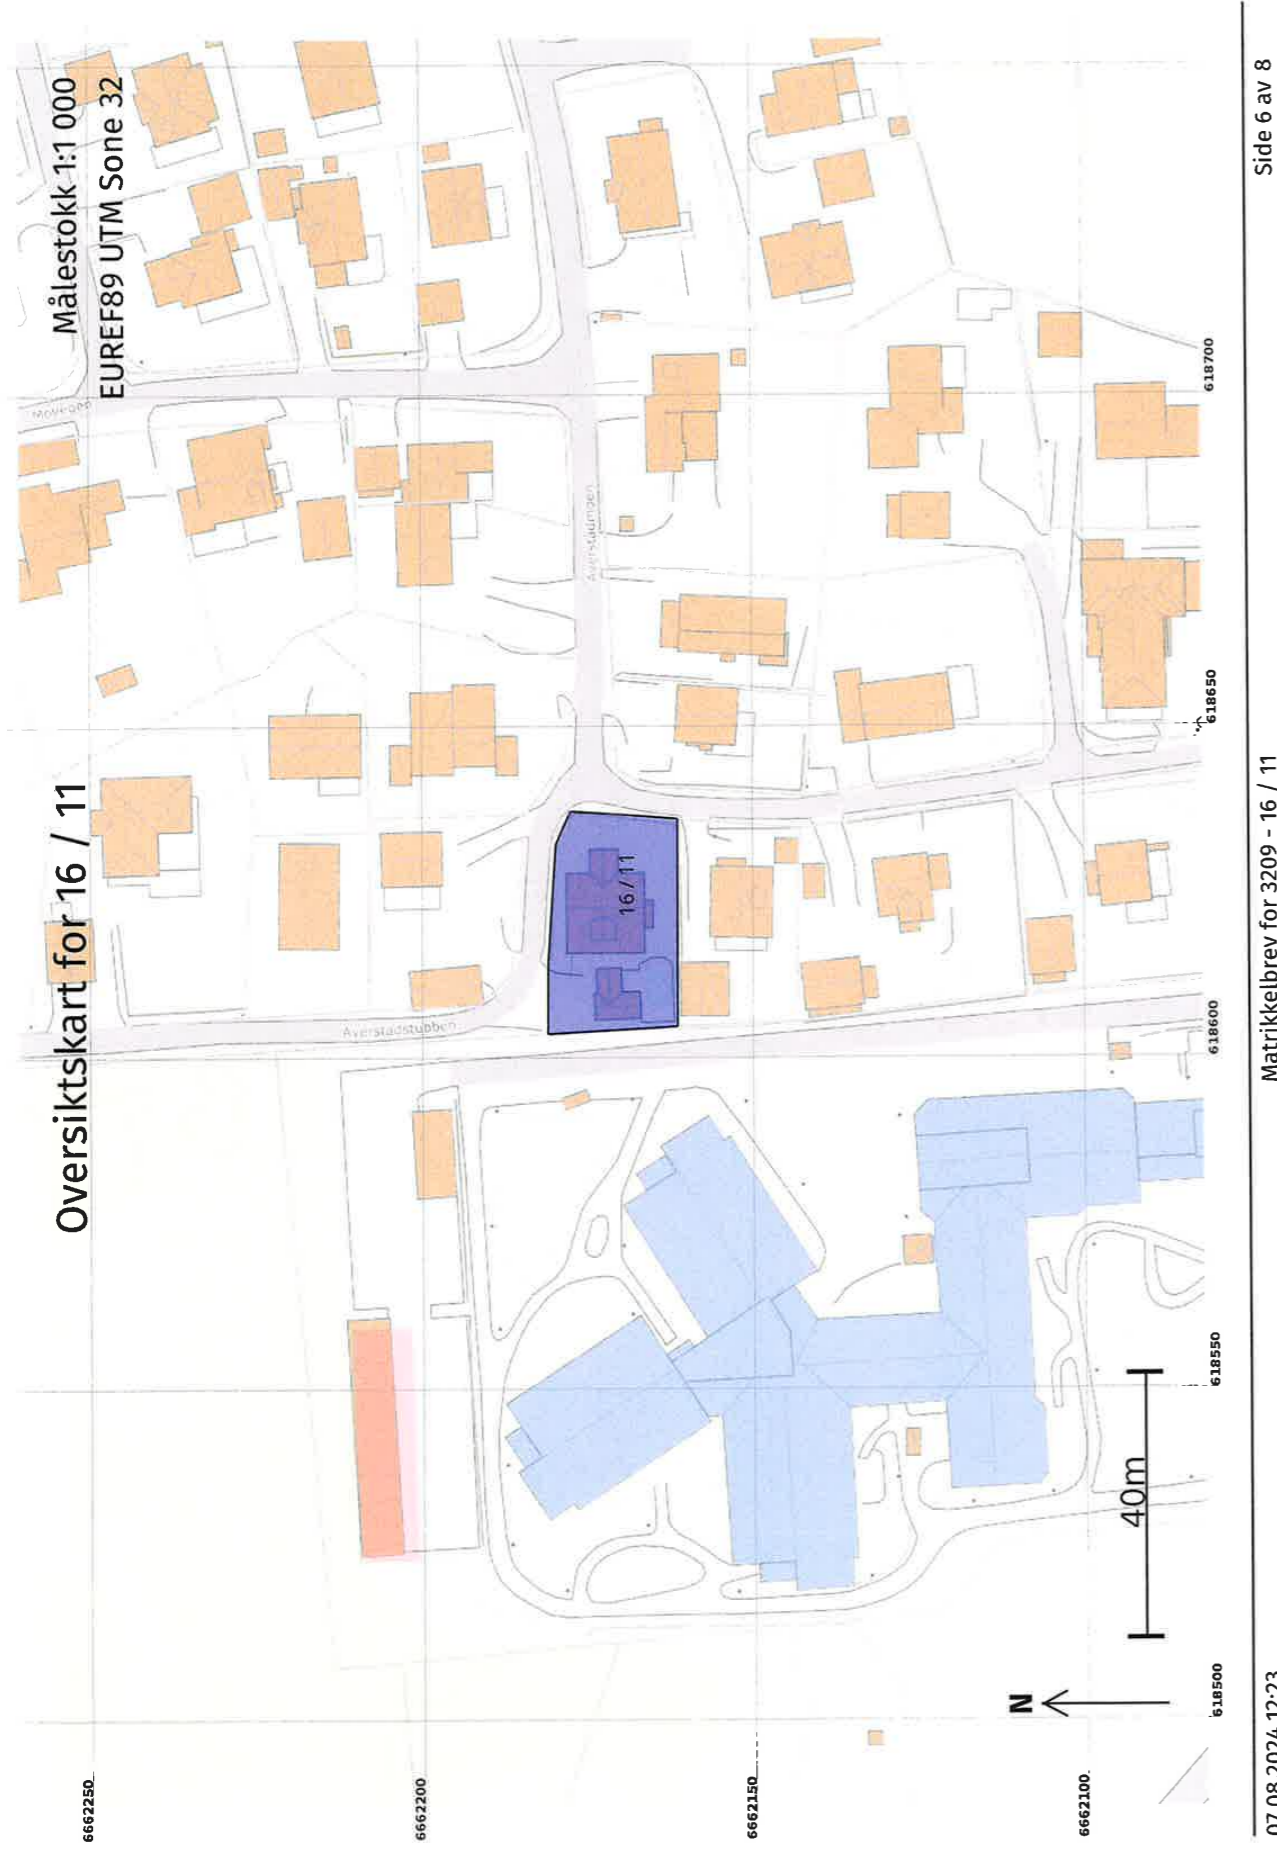 Oversiktskart for 16 / 11
Målestokk 1:1 000
EUREF89 UTM Sone 32
6662250
6662200
6662150
6662100
Movegen
Averstadmoen
Averstadstubben
16/11
N
40m
618500
618550
618600
618650
618700
07.08.2024 12:23
Matrikkelbrev for 3209 - 16 / 11
Side 6 av 8